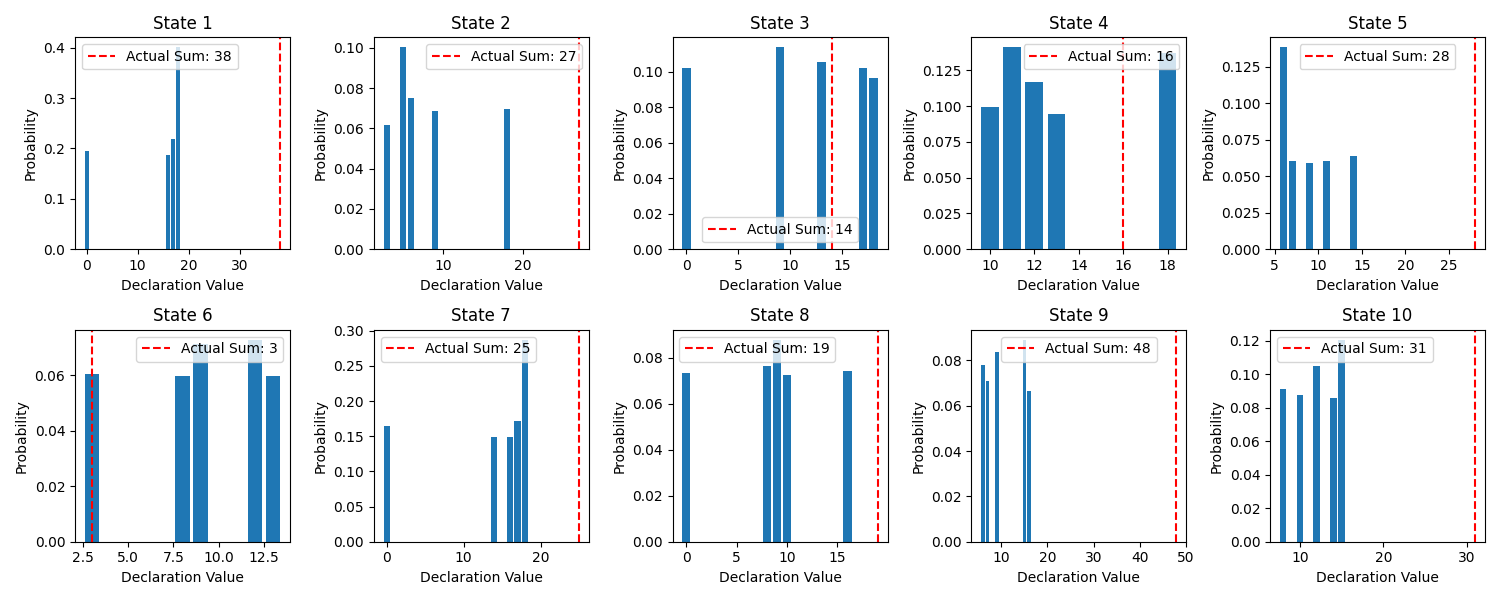 State 1
0.4
0.3
0.2
0.1
0.0
0 10 20 30
Probability
Declaration Value
Actual Sum: 38
State 2
0.10
0.08
0.06
0.04
0.02
0.00
10 20
Probability
Declaration Value
Actual Sum: 27
State 3
0.10
0.08
0.06
0.04
0.02
0.00
0 5 10 15
Probability
Declaration Value
Actual Sum: 14
State 4
0.125
0.100
0.075
0.050
0.025
0.000
10 12 14 16 18
Probability
Declaration Value
Actual Sum: 16
State 5
0.125
0.100
0.075
0.050
0.025
0.000
5 10 15 20 25
Probability
Declaration Value
Actual Sum: 28
State 6
0.06
0.04
0.02
0.00
2.5 5.0 7.5 10.0 12.5
Probability
Declaration Value
Actual Sum: 3
State 7
0.30
0.25
0.20
0.15
0.10
0.05
0.00
0 10 20
Probability
Declaration Value
Actual Sum: 25
State 8
0.08
0.06
0.04
0.02
0.00
0 5 10 15
Probability
Declaration Value
Actual Sum: 19
State 9
0.08
0.06
0.04
0.02
0.00
10 20 30 40 50
Probability
Declaration Value
Actual Sum: 48
State 10
0.12
0.10
0.08
0.06
0.04
0.02
0.00
10 20 30
Probability
Declaration Value
Actual Sum: 31